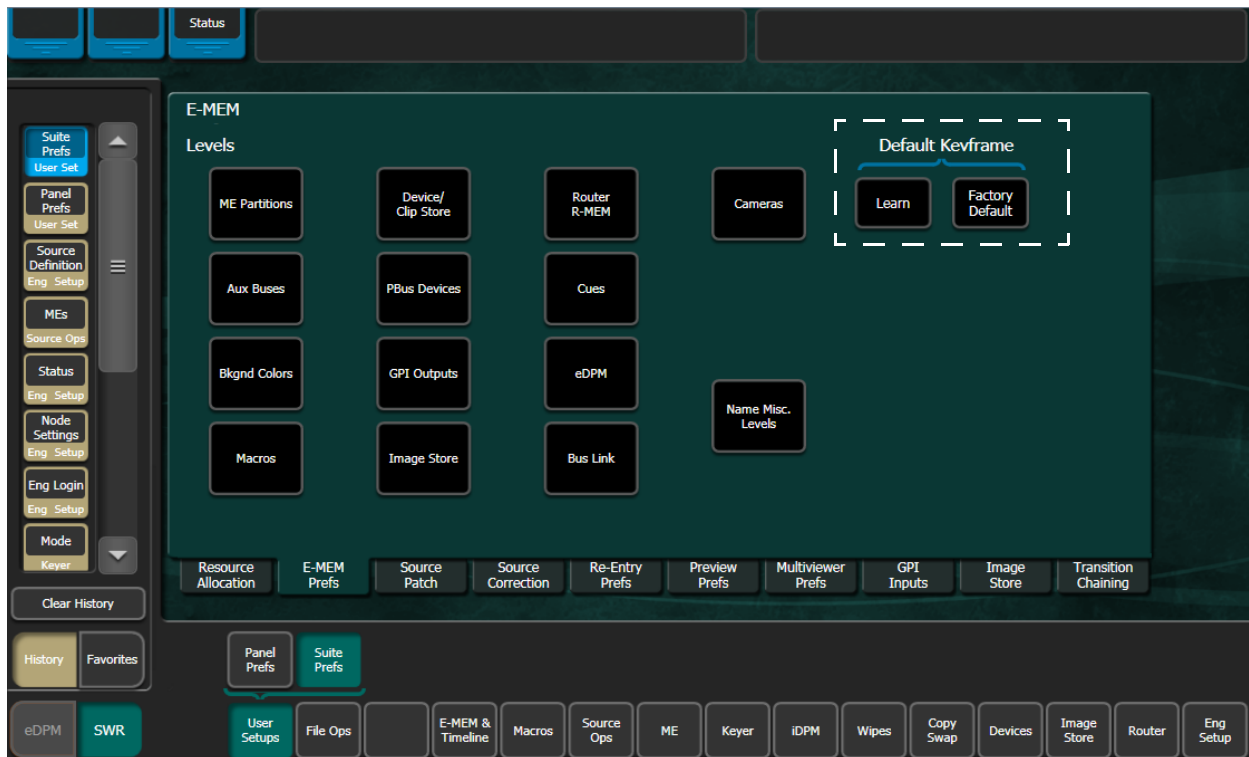 Status
E-MEM
Levels
Default Keyframe
ME Partitions
Device/
Clip Store
Router
R-MEM
Cameras
Learn
Factory
Default
Aux Buses
PBus Devices
Cues
Bkgnd Colors
GPI Outputs
eDPM
Name Misc.
Levels
Macros
Image Store
Bus Link
Suite
Prefs
User Set
Panel
Prefs
User Set
Source
Definition
Eng Setup
MEs
Source Ops
Status
Eng Setup
Node
Settings
Eng Setup
Eng Login
Eng Setup
Mode
Keyer
Clear History
History
Favorites
Resource
Allocation
E-MEM
Prefs
Source
Patch
Source
Correction
Re-Entry
Prefs
Preview
Prefs
Multiviewer
Prefs
GPI
Inputs
Image
Store
Transition
Chaining
Panel
Prefs
Suite
Prefs
eDPM
SWR
User
Setups
File Ops
E-MEM &
Timeline
Macros
Source
Ops
ME
Keyer
iDPM
Wipes
Copy
Swap
Devices
Image
Store
Router
Eng
Setup